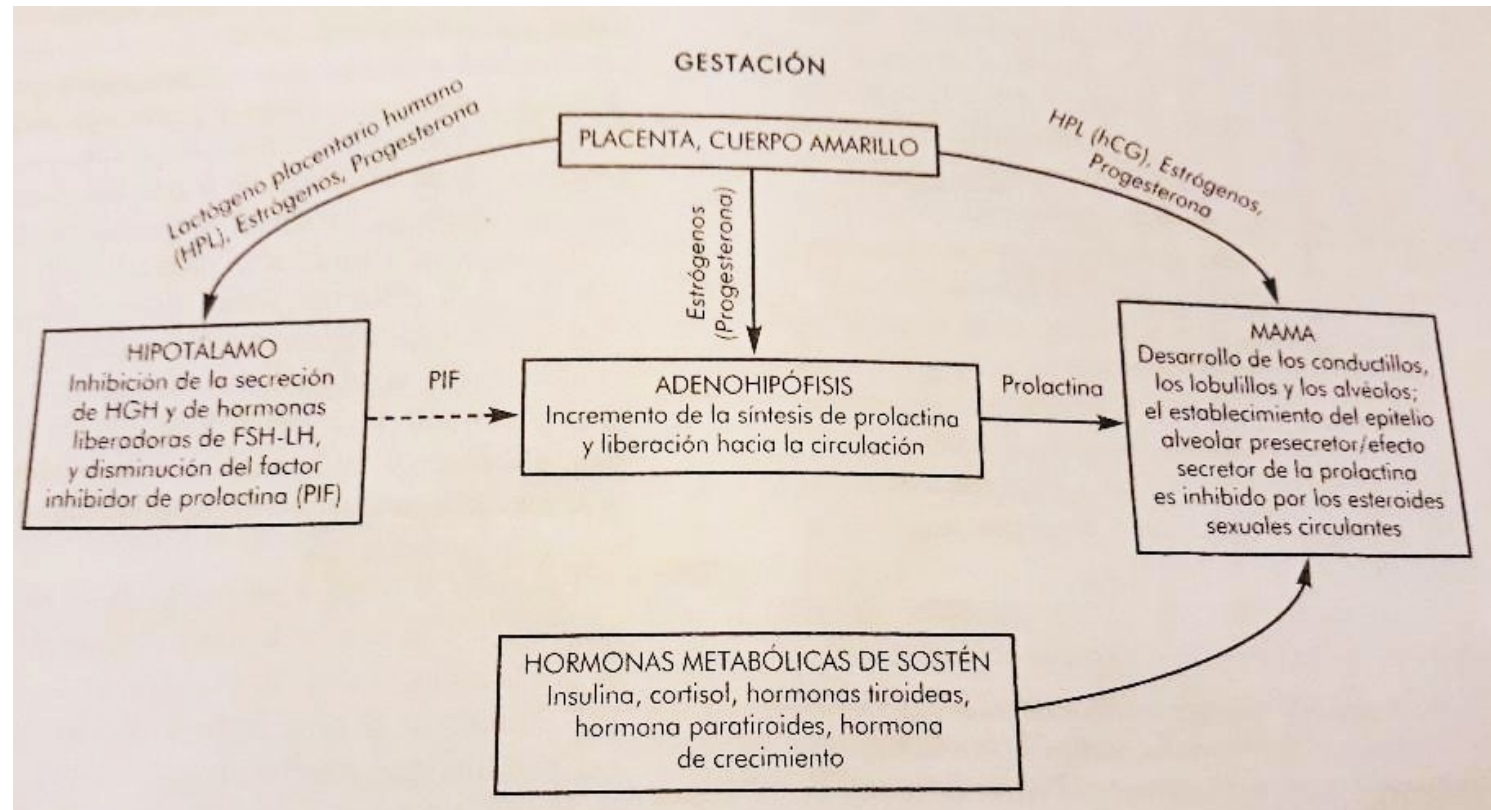 GESTACIÓN
PLACENTA, CUERPO AMARILLO
Lactógeno placentario humano
(HPL), Estrógenos, Progesterona
Estrógenos
(Progesterona)
HPL (hCG), Estrógenos,
Progesterona
HIPOTALAMO
Inhibición de la secreción
de HGH y de hormonas
liberadoras de FSH-LH,
y disminución del factor
inhibidor de prolactina (PIF)
PIF
ADENOHIPÓFISIS
Incremento de la síntesis de prolactina
y liberación hacia la circulación
Prolactina
MAMA
Desarrollo de los conductillos,
los lobulillos y los alvéolos;
el establecimiento del epitelio
alveolar presecretor/efecto
secretor de la prolactina
es inhibido por los esteroides
sexuales circulantes
HORMONAS METABÓLICAS DE SOSTÉN
Insulina, cortisol, hormonas tiroideas,
hormona paratiroides, hormona
de crecimiento